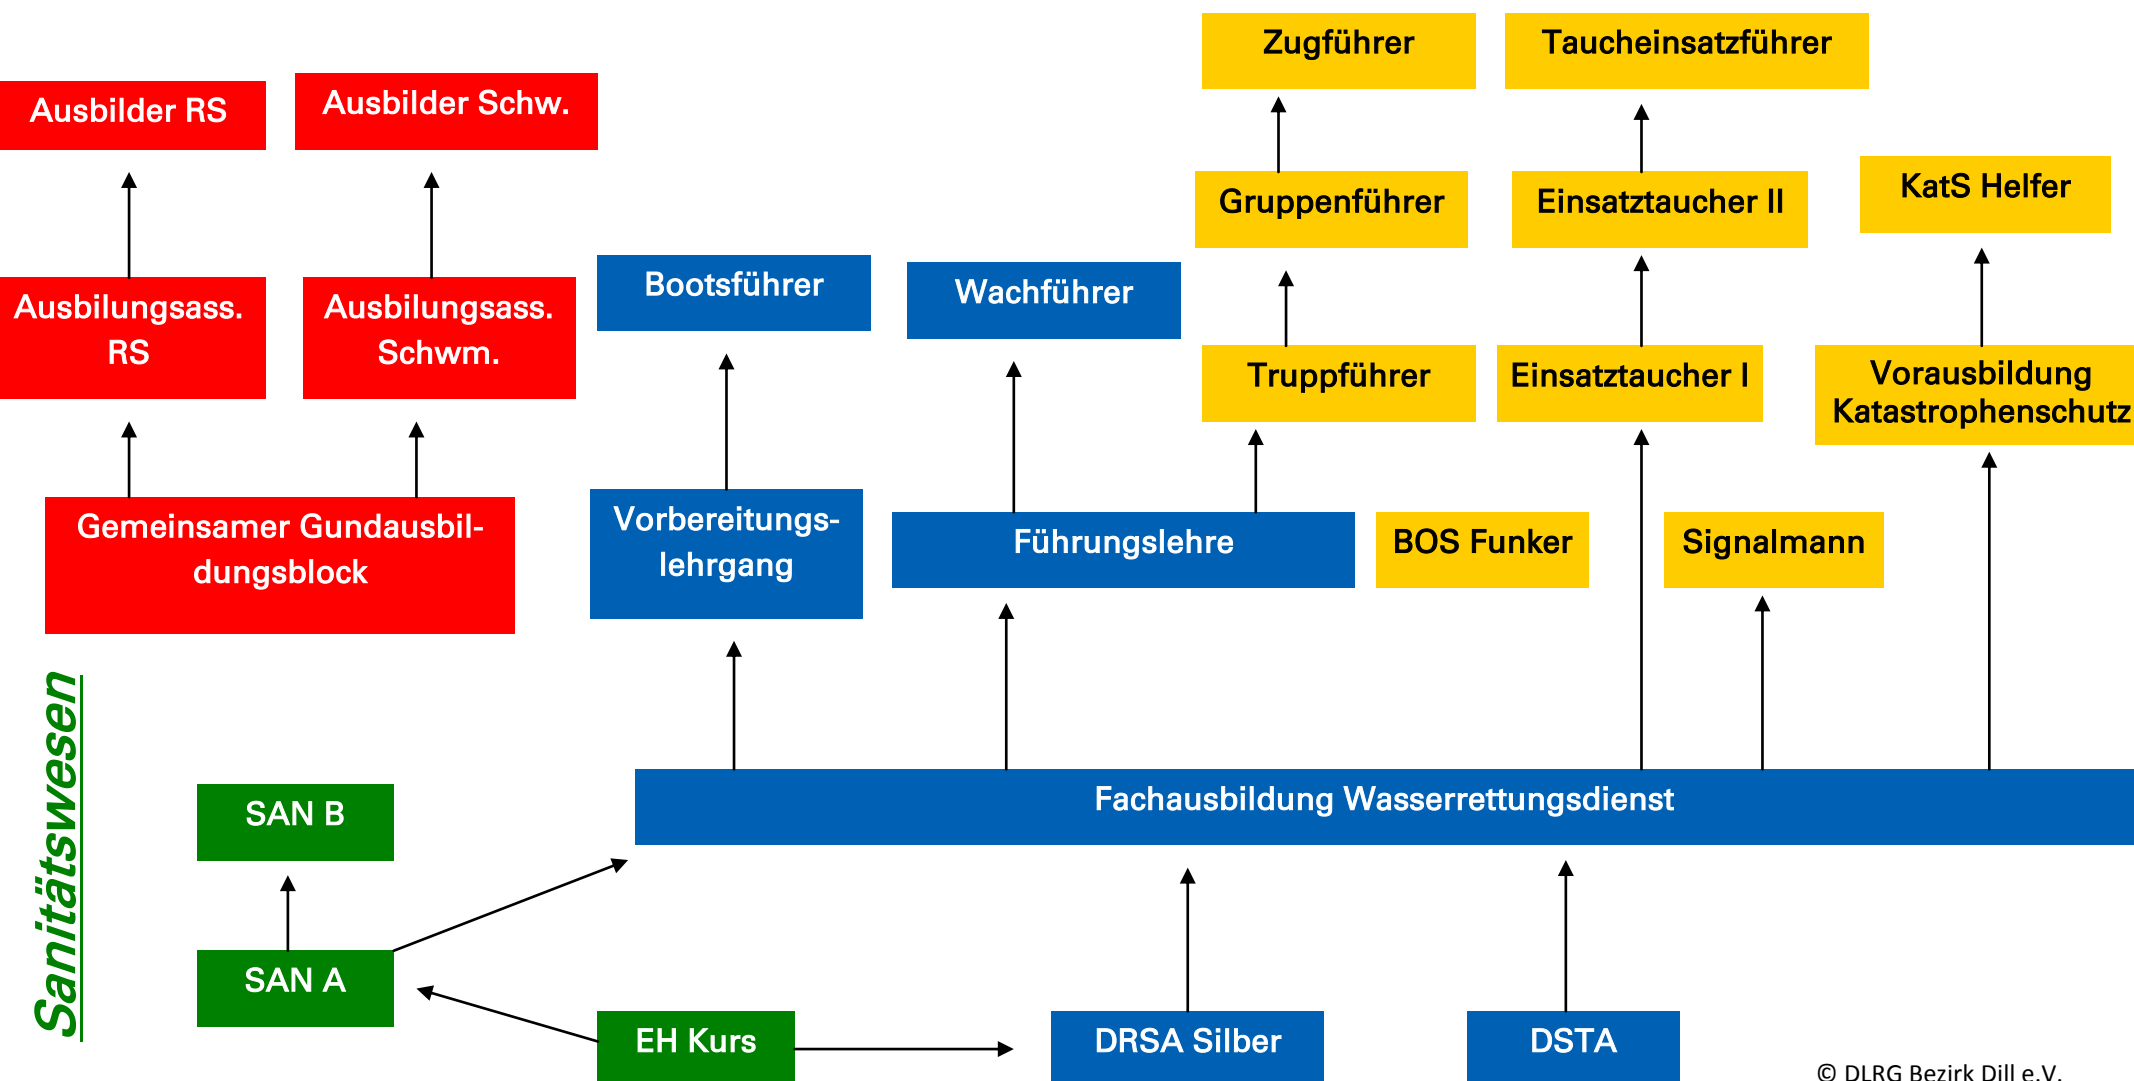 Zugführer
Taucheinsatzführer
Ausbilder RS
Ausbilder Schw.
Gruppenführer
Einsatztaucher II
KatS Helfer
Ausbilungsass.
RS
Ausbilungsass.
Schwm.
Bootsführer
Wachführer
Truppführer
Einsatztaucher I
Vorausbildung
Katastrophenschutz
Gemeinsamer Gundausbil-
dungsblock
Vorbereitungs-
lehrgang
Führungslehre
BOS Funker
Signalmann
Sanitätswesen
SAN B
Fachausbildung Wasserrettungsdienst
SAN A
EH Kurs
DRSA Silber
DSTA
© DLRG Bezirk Dill e.V.